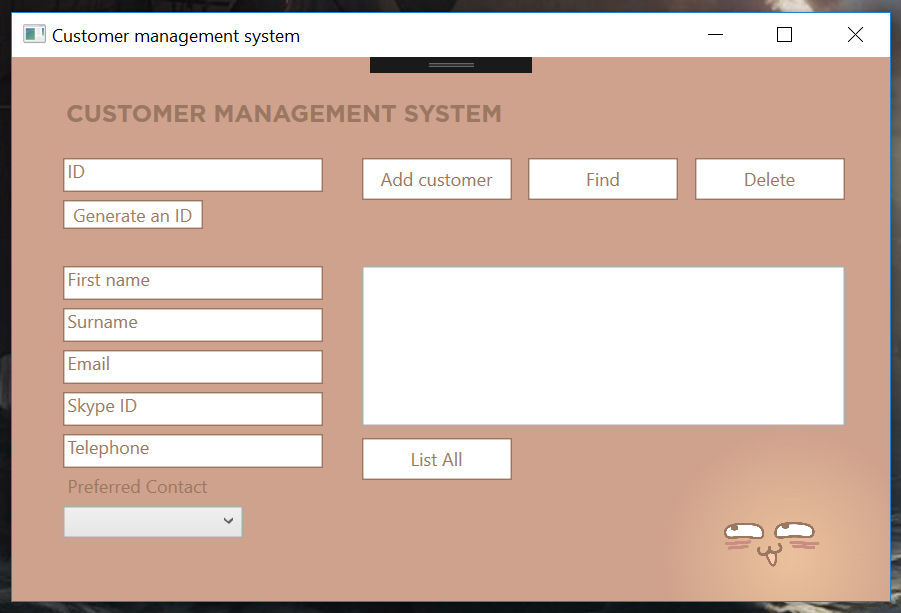 Customer management system
CUSTOMER MANAGEMENT SYSTEM
ID
Add customer
Find
Delete
Generate an ID
First name
Surname
Email
Skype ID
Telephone
List All
Preferred Contact